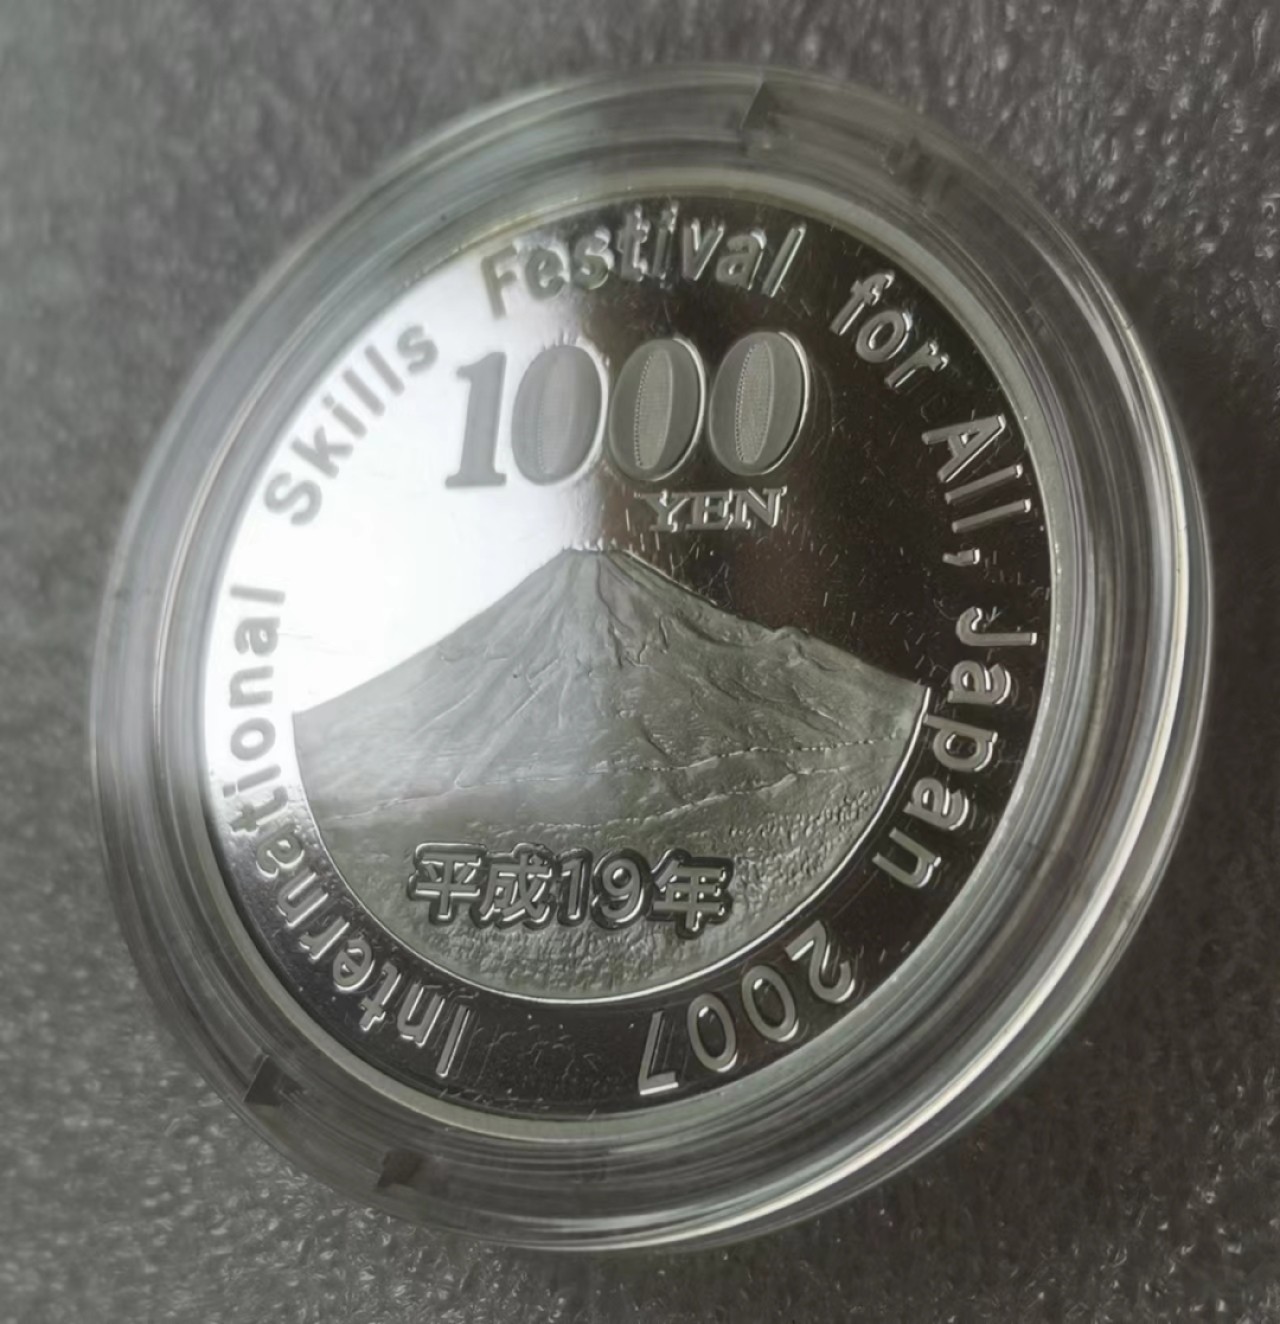 International Skills Festival for All, Japan 2007
1000
YEN
平成19年